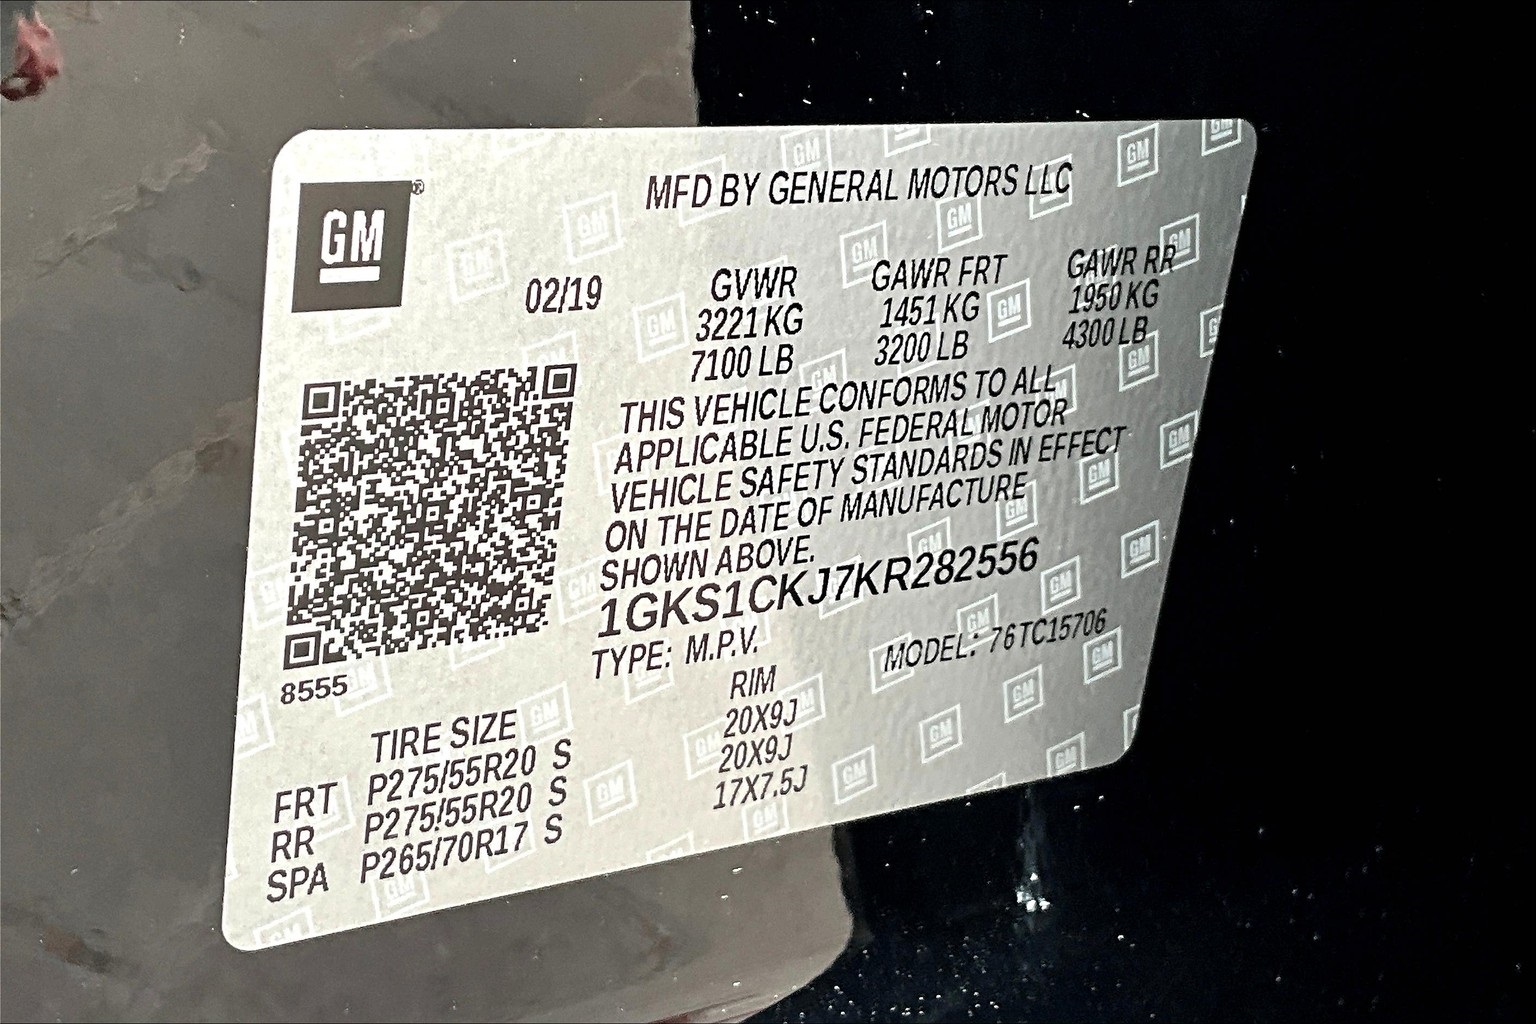 GM®
MFD BY GENERAL MOTORS LLC
02/19
GVWR GAWR FRT GAWR RR
3221 KG 1451 KG 1950 KG
7100 LB 3200 LB 4300 LB
THIS VEHICLE CONFORMS TO ALL
APPLICABLE U.S. FEDERAL MOTOR
VEHICLE SAFETY STANDARDS IN EFFECT
ON THE DATE OF MANUFACTURE
SHOWN ABOVE.
1GKS1CKJ7KR282556
TYPE: M.P.V. MODEL: 76TC15706
8555
TIRE SIZE RIM
FRT P275/55R20 S 20X9J
RR P275/55R20 S 20X9J
SPA P265/70R17 S 17X7.5J